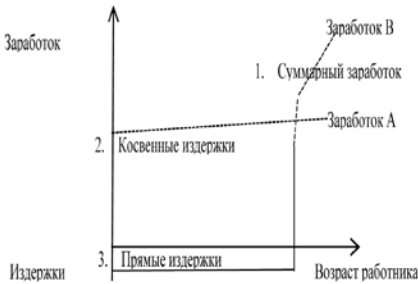 Заработок
Заработок В
1. Суммарный заработок
Заработок А
2. Косвенные издержки
3. Прямые издержки
Издержки
Возраст работника